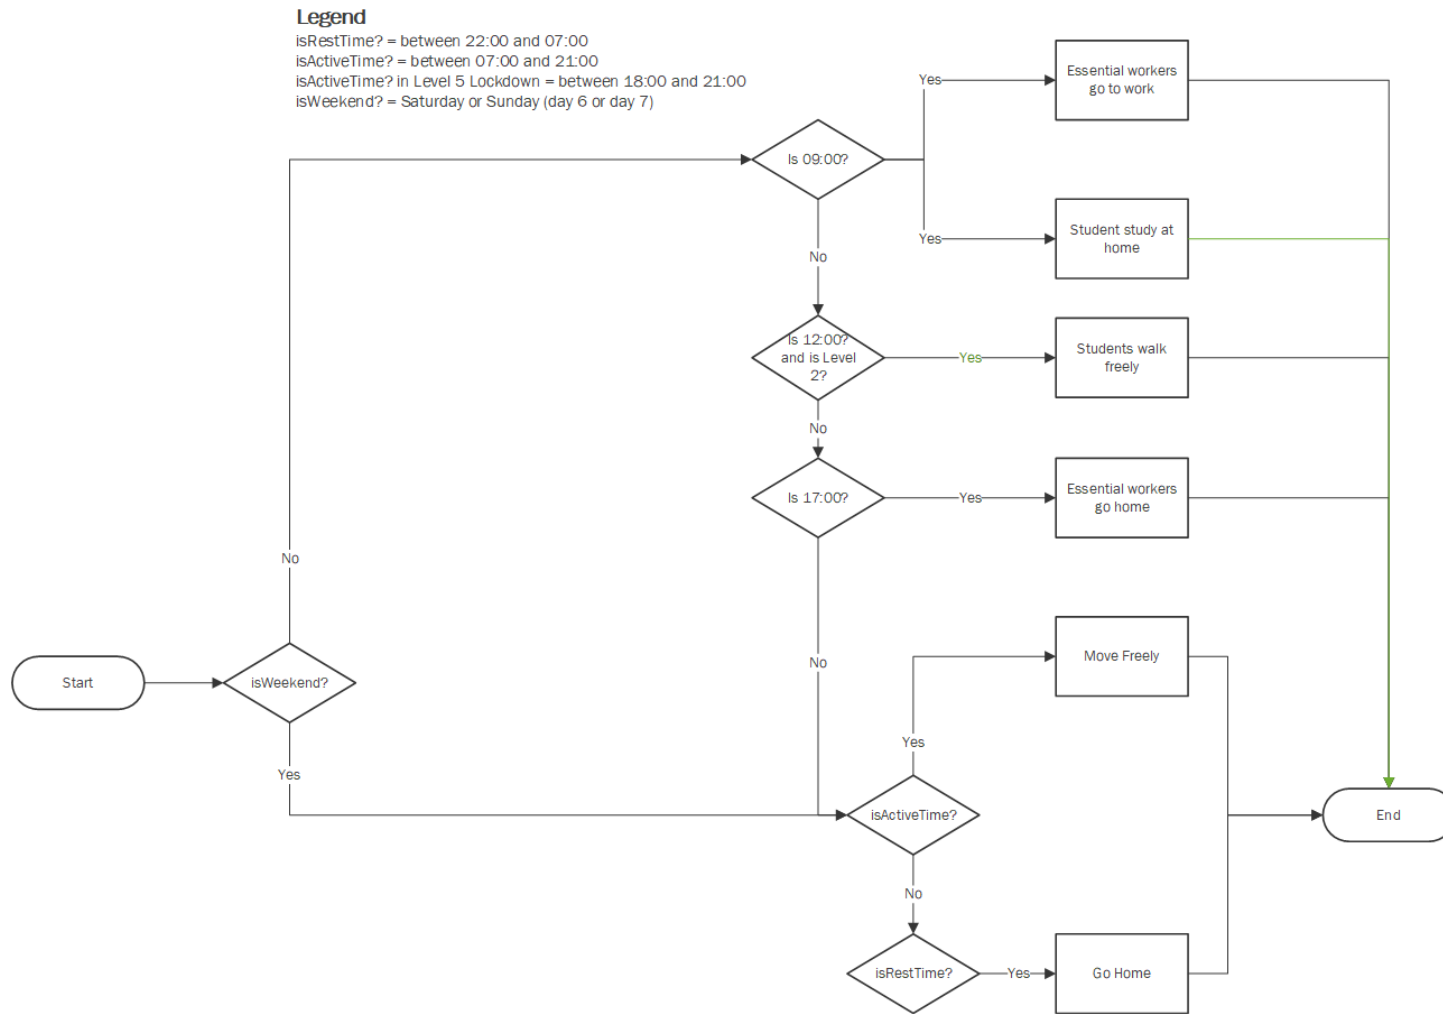 Legend
isRestTime? = between 22:00 and 07:00
isActiveTime? = between 07:00 and 21:00
isActiveTime? in Level 5 Lockdown = between 18:00 and 21:00
isWeekend? = Saturday or Sunday (day 6 or day 7)
Is 09:00?
Yes
Essential workers
go to work
Yes
Student study at
home
No
Is 12:00?
and is Level
2?
Yes
Students walk
freely
No
Is 17:00?
Yes
Essential workers
go home
No
No
Start
isWeekend?
Yes
Move Freely
Yes
isActiveTime?
End
No
isRestTime?
Yes
Go Home